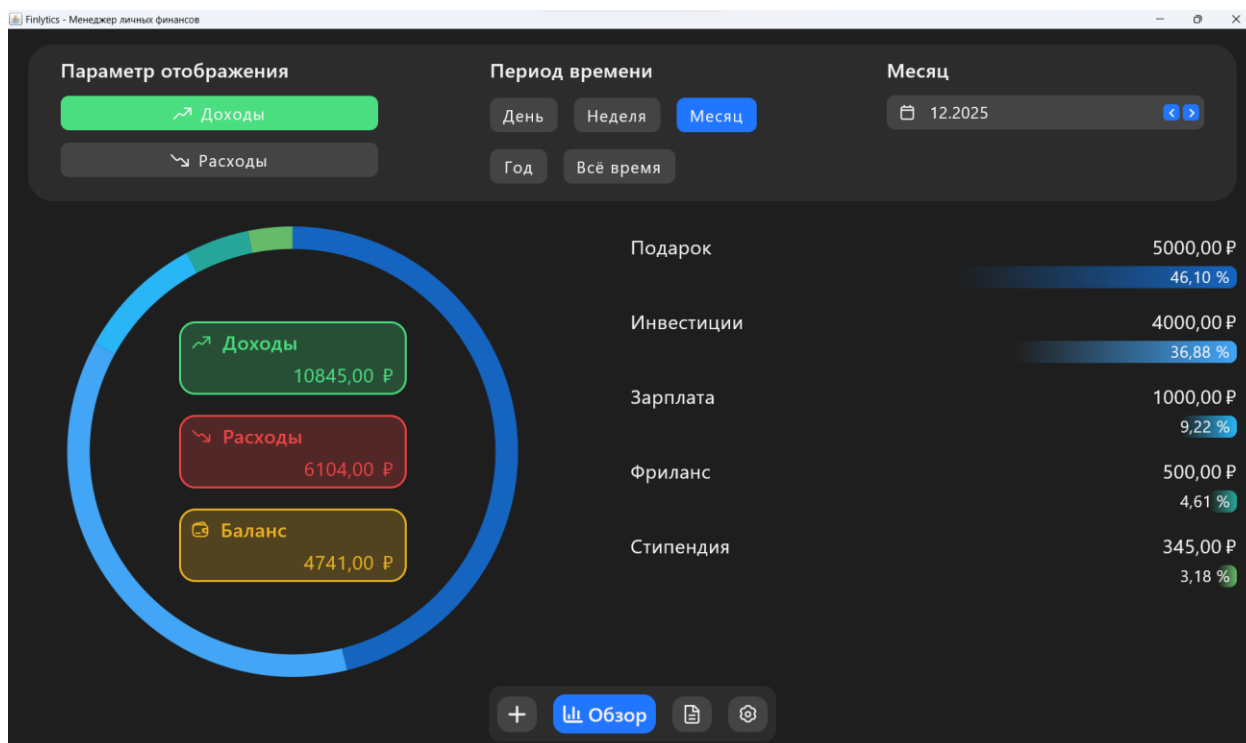 Finlytics - Менеджер личных финансов
Параметр отображения
Доходы
Расходы
Период времени
День Неделя Месяц
Год Всё время
Месяц
12.2025
Доходы
10845,00 ₽
Расходы
6104,00 ₽
Баланс
4741,00 ₽
Подарок 5000,00 ₽
46,10 %
Инвестиции 4000,00 ₽
36,88 %
Зарплата 1000,00 ₽
9,22 %
Фриланс 500,00 ₽
4,61 %
Стипендия 345,00 ₽
3,18 %
Обзор